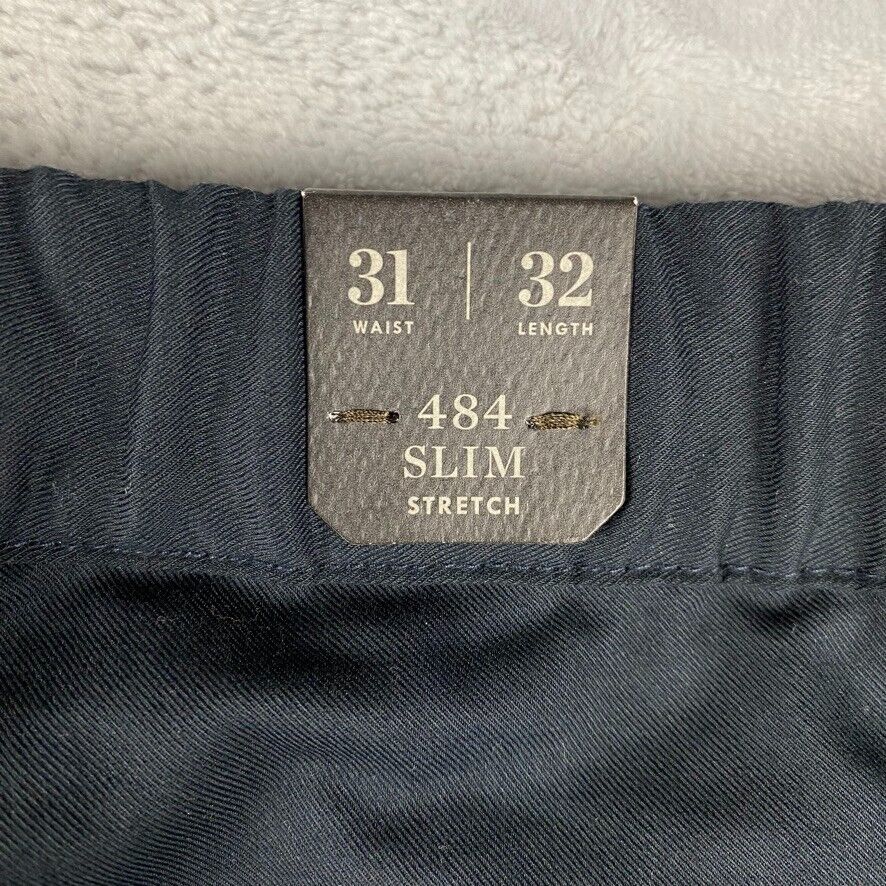 31 | 32
WAIST LENGTH
484
SLIM
STRETCH